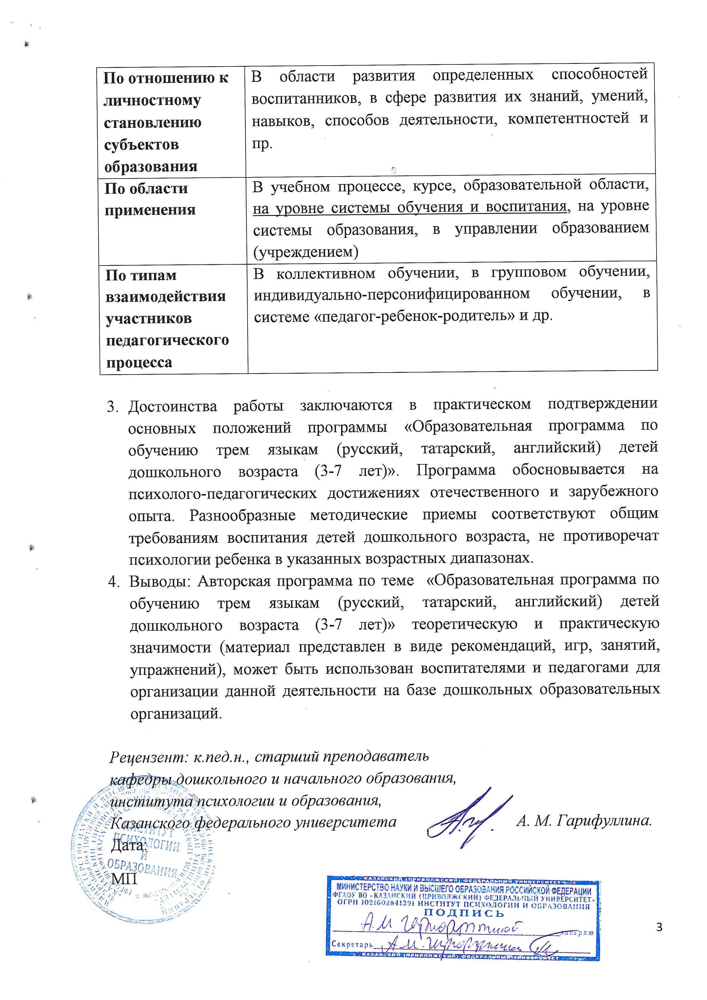 По отношению к
личностному
становлению
субъектов
образования
В области развития определенных способностей
воспитанников, в сфере развития их знаний, умений,
навыков, способов деятельности, компетентностей и
пр.
По области
применения
В учебном процессе, курсе, образовательной области,
на уровне системы обучения и воспитания, на уровне
системы образования, в управлении образованием
(учреждением)
По типам
взаимодействия
участников
педагогического
процесса
В коллективном обучении, в групповом обучении,
индивидуально-персонифицированном обучении, в
системе «педагог-ребенок-родитель» и др.
3. Достоинства работы заключаются в практическом подтверждении
основных положений программы «Образовательная программа по
обучению трем языкам (русский, татарский, английский) детей
дошкольного возраста (3-7 лет)». Программа обосновывается на
психолого-педагогических достижениях отечественного и зарубежного
опыта. Разнообразные методические приемы соответствуют общим
требованиям воспитания детей дошкольного возраста, не противоречат
психологии ребенка в указанных возрастных диапазонах.
4. Выводы: Авторская программа по теме «Образовательная программа по
обучению трем языкам (русский, татарский, английский) детей
дошкольного возраста (3-7 лет)» теоретическую и практическую
значимости (материал представлен в виде рекомендаций, игр, занятий,
упражнений), может быть использован воспитателями и педагогами для
организации данной деятельности на базе дошкольных образовательных
организаций.
Рецензент: к.пед.н., старший преподаватель
кафедры дошкольного и начального образования,
института психологии и образования,
Казанского федерального университета
А. М. Гарифуллина.
Дата:
МП
ИНСТИТУТ
ПСИХОЛОГИИ
И
ОБРАЗОВАНИЯ
КАЗАНСКИЙ (ПРИВОЛЖСКИЙ) ФЕДЕРАЛЬНЫЙ УНИВЕРСИТЕТ
МИНИСТЕРСТВО НАУКИ И ВЫСШЕГО ОБРАЗОВАНИЯ РОССИЙСКОЙ ФЕДЕРАЦИИ
ФГАОУ ВО «КАЗАНСКИЙ (ПРИВОЛЖСКИЙ) ФЕДЕРАЛЬНЫЙ УНИВЕРСИТЕТ»
ОГРН 1021602841391 ИНСТИТУТ ПСИХОЛОГИИ И ОБРАЗОВАНИЯ
ПОДПИСЬ
А.М
заверяю
Секретарь А.М.
КАЗАНСКИЙ (ПРИВОЛЖСКИЙ) ФЕДЕРАЛЬНЫЙ УНИВЕРСИТЕТ
3